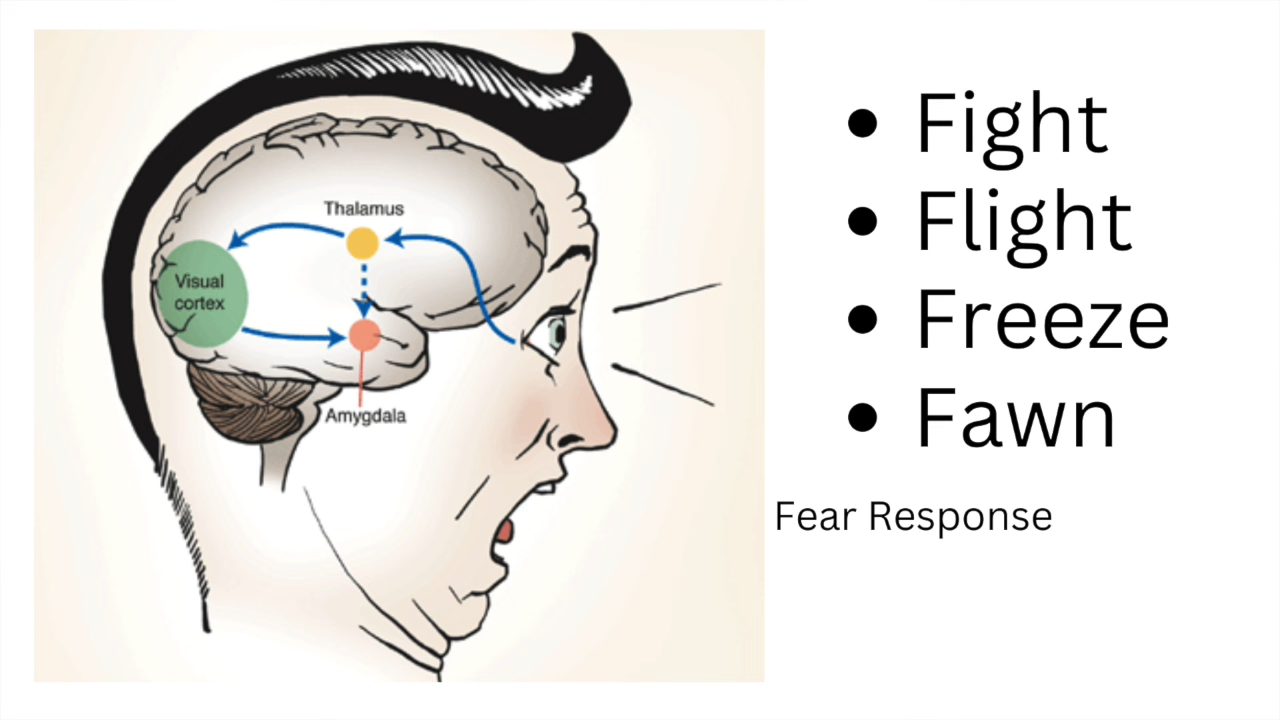 Thalamus
Visual
cortex
Amygdala
• Fight
• Flight
• Freeze
• Fawn
Fear Response